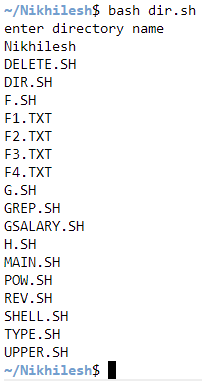 ~/Nikhilesh$ bash dir.sh
enter directory name
Nikhilesh
DELETE.SH
DIR.SH
F.SH
F1.TXT
F2.TXT
F3.TXT
F4.TXT
G.SH
GREP.SH
GSALARY.SH
H.SH
MAIN.SH
POW.SH
REV.SH
SHELL.SH
TYPE.SH
UPPER.SH
~/Nikhilesh$